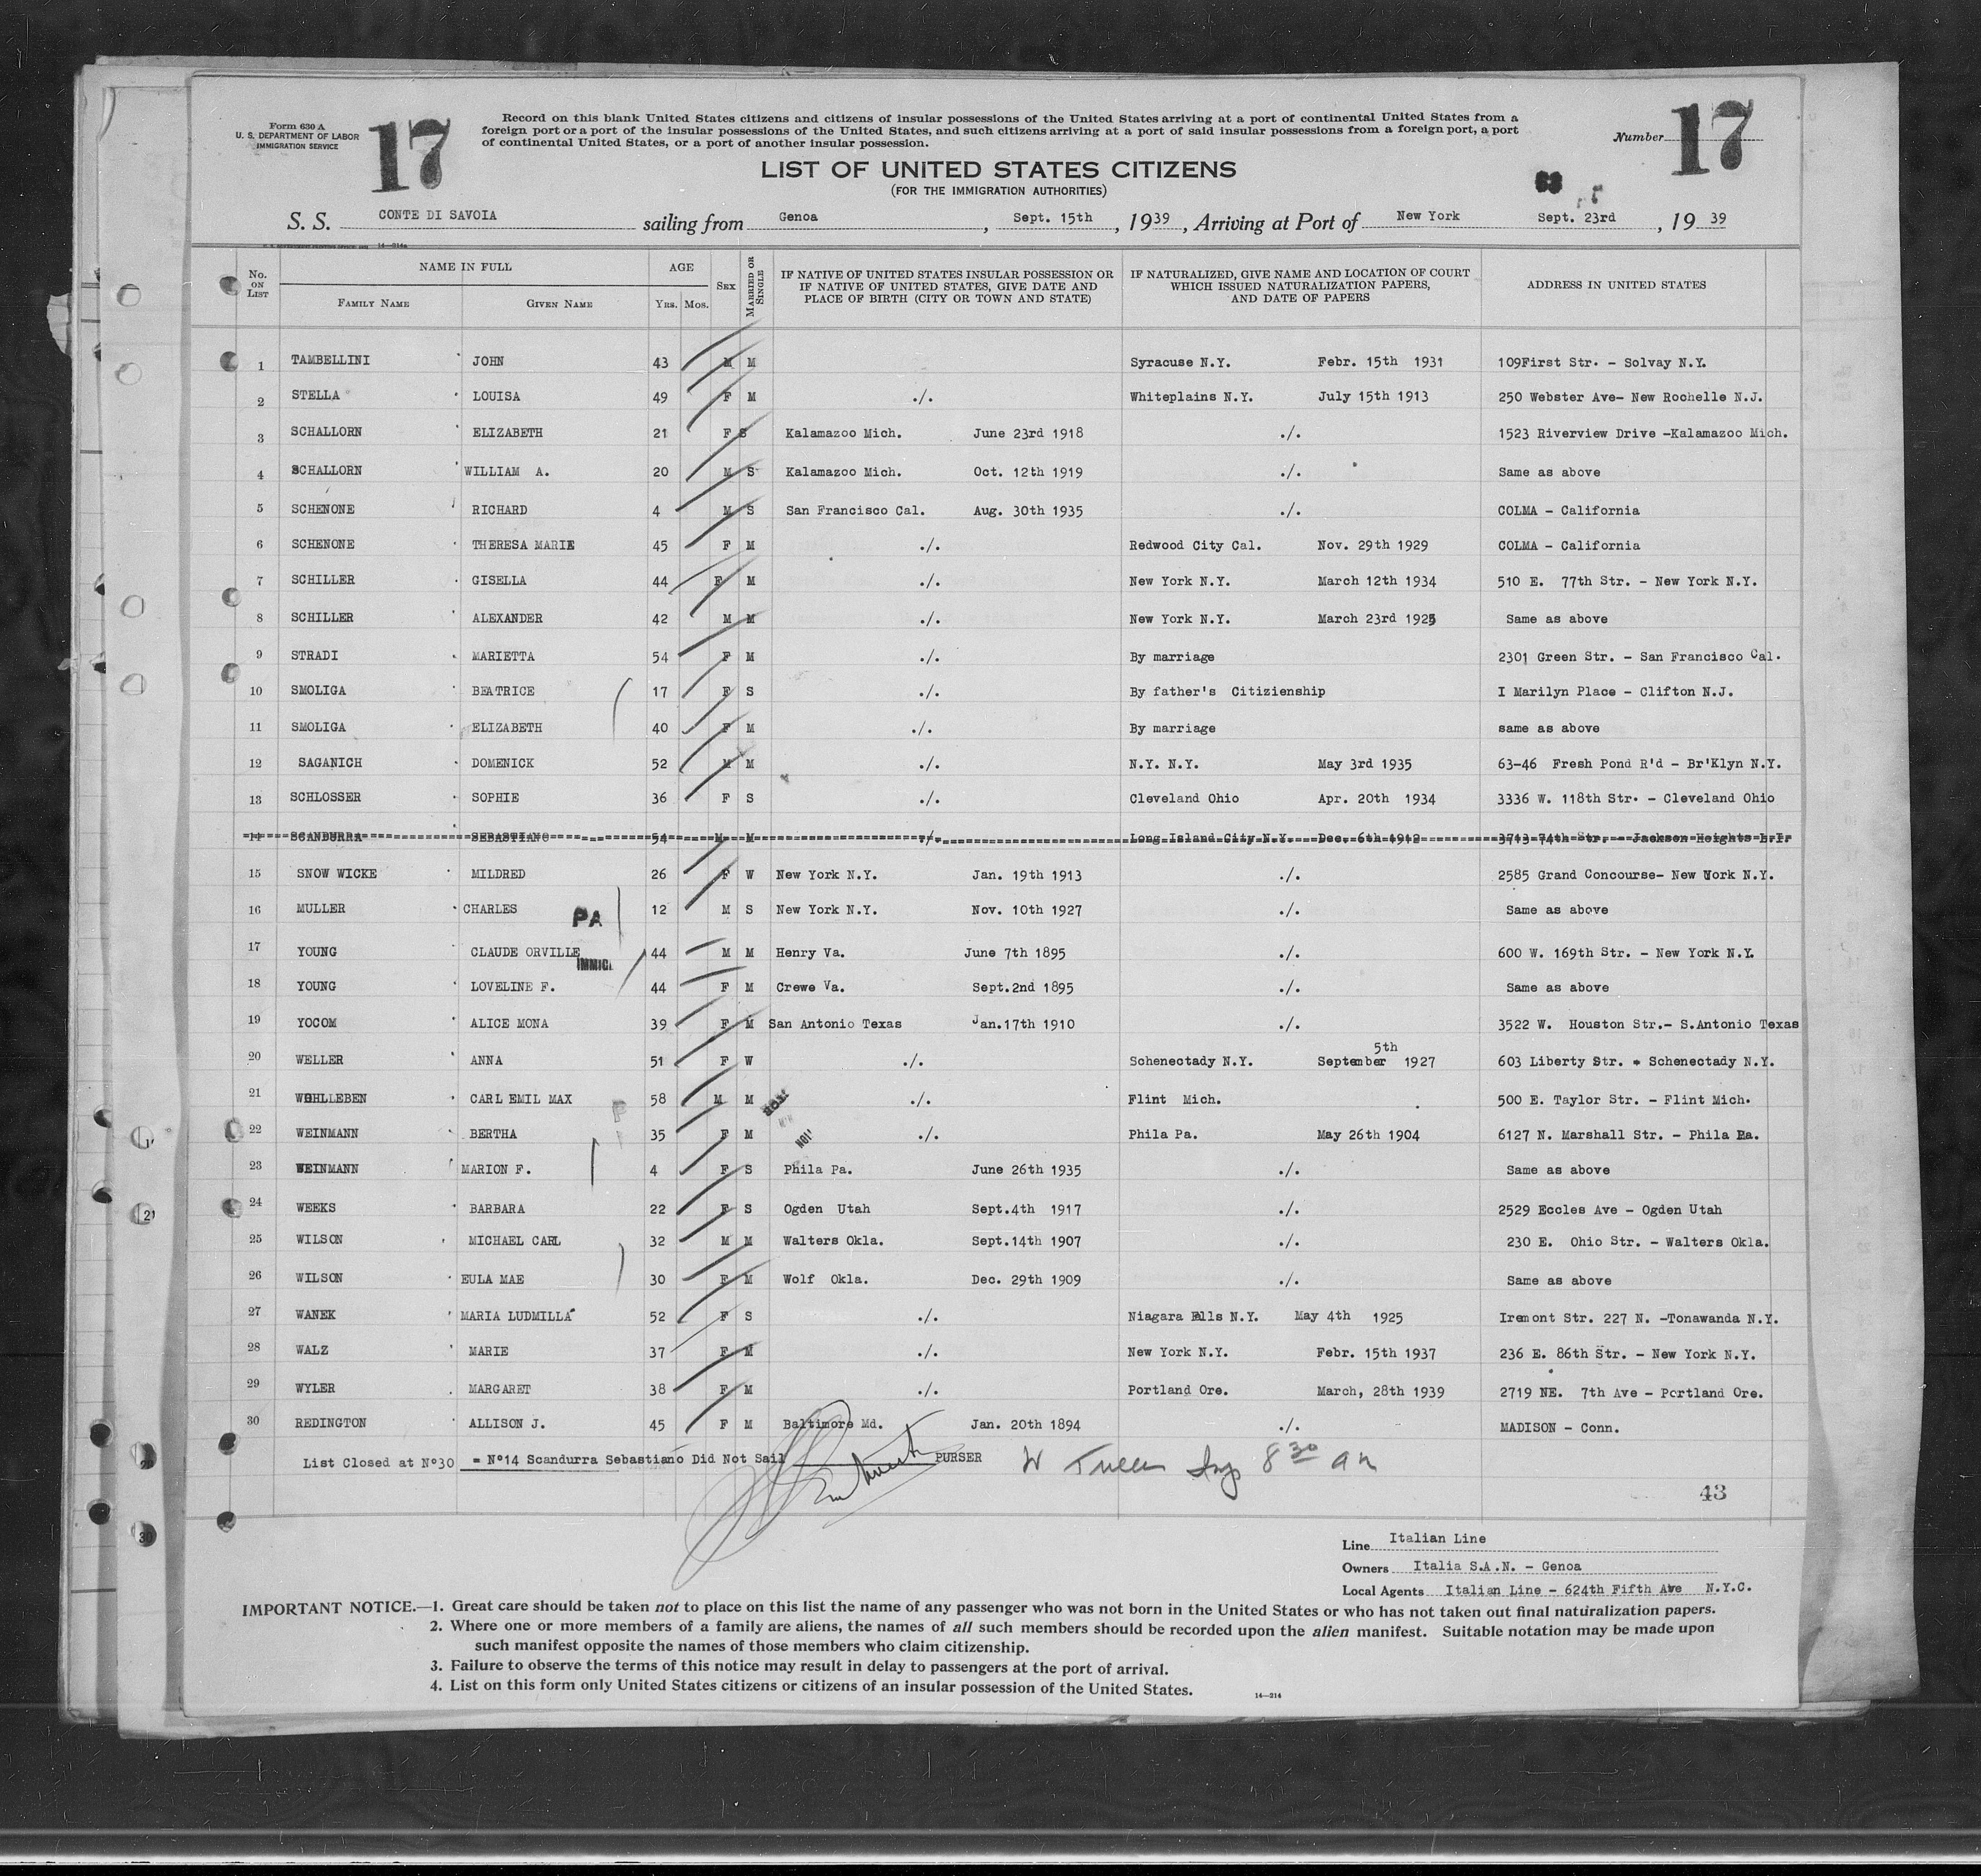 Form 630 A
U. S. DEPARTMENT OF LABOR
IMMIGRATION SERVICE
17
Record on this blank United States citizens and citizens of insular possessions of the United States arriving at a port of continental United States from a
foreign port or a port of the insular possessions of the United States, and such citizens arriving at a port of said insular possessions from a foreign port, a port
of continental United States, or a port of another insular possession.
Number 17
LIST OF UNITED STATES CITIZENS
(FOR THE IMMIGRATION AUTHORITIES)
S. S. CONTE DI SAVOIA sailing from Genoa, Sept. 15th, 1939, Arriving at Port of New York Sept. 23rd, 1939
14—214a
No. ON LIST NAME IN FULL AGE SEX MARRIED OR SINGLE IF NATIVE OF UNITED STATES INSULAR POSSESSION OR IF NATIVE OF UNITED STATES, GIVE DATE AND PLACE OF BIRTH (CITY OR TOWN AND STATE) IF NATURALIZED, GIVE NAME AND LOCATION OF COURT WHICH ISSUED NATURALIZATION PAPERS, AND DATE OF PAPERS ADDRESS IN UNITED STATES
FAMILY NAME GIVEN NAME YRS. MOS.
1 TAMBELLINI JOHN 43 M M Syracuse N.Y. Febr. 15th 1931 109First Str. - Solvay N.Y.
2 STELLA LOUISA 49 F M ./. Whiteplains N.Y. July 15th 1913 250 Webster Ave- New Rochelle N.J.
3 SCHALLORN ELIZABETH 21 F S Kalamazoo Mich. June 23rd 1918 ./. 1523 Riverview Drive -Kalamazoo Mich.
4 SCHALLORN WILLIAM A. 20 M S Kalamazoo Mich. Oct. 12th 1919 ./. Same as above
5 SCHENONE RICHARD 4 M S San Francisco Cal. Aug. 30th 1935 ./. COLMA - California
6 SCHENONE THERESA MARIE 45 F M ./. Redwood City Cal. Nov. 29th 1929 COLMA - California
7 SCHILLER GISELLA 44 F M ./. New York N.Y. March 12th 1934 510 E. 77th Str. - New York N.Y.
8 SCHILLER ALEXANDER 42 M M ./. New York N.Y. March 23rd 1925 Same as above
9 STRADI MARIETTA 54 F M ./. By marriage 2301 Green Str. - San Francisco Cal.
10 SMOLIGA BEATRICE 17 F S ./. By father's Citizienship I Marilyn Place - Clifton N.J.
11 SMOLIGA ELIZABETH 40 F M ./. By marriage same as above
12 SAGANICH DOMENICK 52 M M ./. N.Y. N.Y. May 3rd 1935 63-46 Fresh Pond R'd - Br'Klyn N.Y.
13 SCHLOSSER SOPHIE 36 F S ./. Cleveland Ohio Apr. 20th 1934 3336 W. 118th Str. - Cleveland Ohio
14 SCANDURRA SEBASTIANO 54 M M ./. Long Island City N.Y. Dec. 6th 1912 3713 74th Str. - Jackson Heights L.I.
15 SNOW WICKE MILDRED 26 F W New York N.Y. Jan. 19th 1913 ./. 2585 Grand Concourse- New York N.Y.
16 MULLER CHARLES PA 12 M S New York N.Y. Nov. 10th 1927 ./. Same as above
17 YOUNG CLAUDE ORVILLE 44 M M Henry Va. June 7th 1895 ./. 600 W. 169th Str. - New York N.Y.
IMMIG
18 YOUNG LOVELINE F. 44 F M Crewe Va. Sept.2nd 1895 ./. Same as above
19 YOCOM ALICE MONA 39 F M San Antonio Texas Jan.17th 1910 ./. 3522 W. Houston Str.- S.Antonio Texas
20 WELLER ANNA 51 F W ./. Schenectady N.Y. September 5th 1927 603 Liberty Str. * Schenectady N.Y.
21 WOHLLEBEN CARL EMIL MAX 58 M M ./. Flint Mich. 500 E. Taylor Str. - Flint Mich.
22 WEINMANN BERTHA 35 F M ./. Phila Pa. May 26th 1904 6127 N. Marshall Str. - Phila Pa.
23 WEINMANN MARION F. 4 F S Phila Pa. June 26th 1935 ./. Same as above
24 WEEKS BARBARA 22 F S Ogden Utah Sept.4th 1917 ./. 2529 Eccles Ave - Ogden Utah
25 WILSON MICHAEL CARL 32 M M Walters Okla. Sept.14th 1907 ./. 230 E. Ohio Str. - Walters Okla.
26 WILSON EULA MAE 30 F M Wolf Okla. Dec. 29th 1909 ./. Same as above
27 WANEK MARIA LUDMILLA 52 F S ./. Niagara Falls N.Y. May 4th 1925 Iremont Str. 227 N. -Tonawanda N.Y.
28 WALZ MARIE 37 F M ./. New York N.Y. Febr. 15th 1937 236 E. 86th Str. - New York N.Y.
29 WYLER MARGARET 38 F M ./. Portland Ore. March, 28th 1939 2719 NE. 7th Ave - Portland Ore.
30 REDINGTON ALLISON J. 45 F M Baltimore Md. Jan. 20th 1894 ./. MADISON - Conn.
List Closed at Nº30 = Nº14 Scandurra Sebastiano Did Not Sail PURSER 8 30 am
43
Line Italian Line
Owners Italia S.A.N. - Genoa
Local Agents Italian Line - 624th Fifth Ave N.Y.C.
IMPORTANT NOTICE.—1. Great care should be taken not to place on this list the name of any passenger who was not born in the United States or who has not taken out final naturalization papers.
2. Where one or more members of a family are aliens, the names of all such members should be recorded upon the alien manifest. Suitable notation may be made upon
such manifest opposite the names of those members who claim citizenship.
3. Failure to observe the terms of this notice may result in delay to passengers at the port of arrival.
4. List on this form only United States citizens or citizens of an insular possession of the United States.
14—214